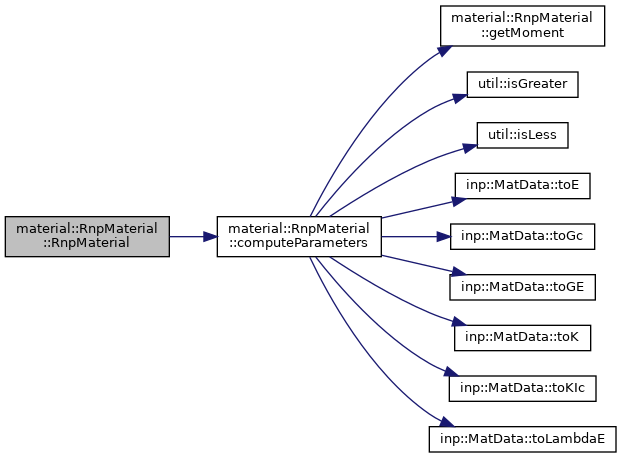 material::RnpMaterial
::RnpMaterial
material::RnpMaterial
::computeParameters
material::RnpMaterial
::getMoment
util::isGreater
util::isLess
inp::MatData::toE
inp::MatData::toGc
inp::MatData::toGE
inp::MatData::toK
inp::MatData::toKIc
inp::MatData::toLambdaE